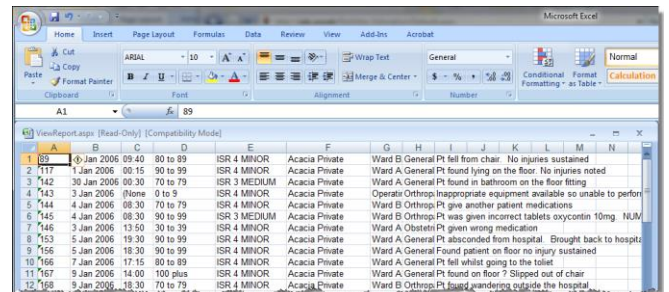 Microsoft Excel
Home Insert Page Layout Formulas Data Review View Add-Ins Acrobat
Cut
Copy
Format Painter
Paste
ARIAL 10 A A
Wrap Text
General
B I U A
Merge & Center
$ % ,
Conditional Formatting
Format as Table
Normal
Calculation
Clipboard Font Alignment Number
A1 fx 89
ViewReport.aspx [Read-Only] [Compatibility Mode]
A B C D E F G H I J K L M N
1 89 Jan 2006 09:40 80 to 89 ISR 4 MINOR Acacia Private Ward B General Pt fell from chair. No injuries sustained
2 117 1 Jan 2006 00:15 90 to 99 ISR 4 MINOR Acacia Private Ward A General Pt found lying on the floor. No injuries noted
3 142 30 Jan 2006 00:30 70 to 79 ISR 3 MEDIUM Acacia Private Ward A General Pt found in bathroom on the floor fitting
4 143 3 Jan 2006 (None 0 to 9 ISR 4 MINOR Acacia Private Operatin Orthrop Inappropriate equipment available so unable to perfor
5 144 4 Jan 2006 08:30 70 to 79 ISR 4 MINOR Acacia Private Ward B Orthrop Pt give another patient medications
6 145 4 Jan 2006 08:30 90 to 99 ISR 3 MEDIUM Acacia Private Ward B Orthrop Pt was given incorrect tablets oxycontin 10mg. NUM
7 146 3 Jan 2006 13:50 30 to 39 ISR 4 MINOR Acacia Private Ward A Obstetri Pt given wrong medication
8 153 5 Jan 2006 19:30 90 to 99 ISR 4 MINOR Acacia Private Ward A General Pt absconded from hospital. Brought back to hospita
9 156 5 Jan 2006 18:30 90 to 99 ISR 4 MINOR Acacia Private Ward A General Found patient on floor no injury sustained
10 166 7 Jan 2006 17:15 80 to 89 ISR 4 MINOR Acacia Private Ward A General Pt fell whilst going to the toliet
11 167 9 Jan 2006 14:00 100 plus ISR 4 MINOR Acacia Private Ward A General Pt found on floor ? Slipped out of chair
12 168 9 Jan 2006 18:30 70 to 79 ISR 4 MINOR Acacia Private Ward B Orthrop Pt found wandering outside the hospital